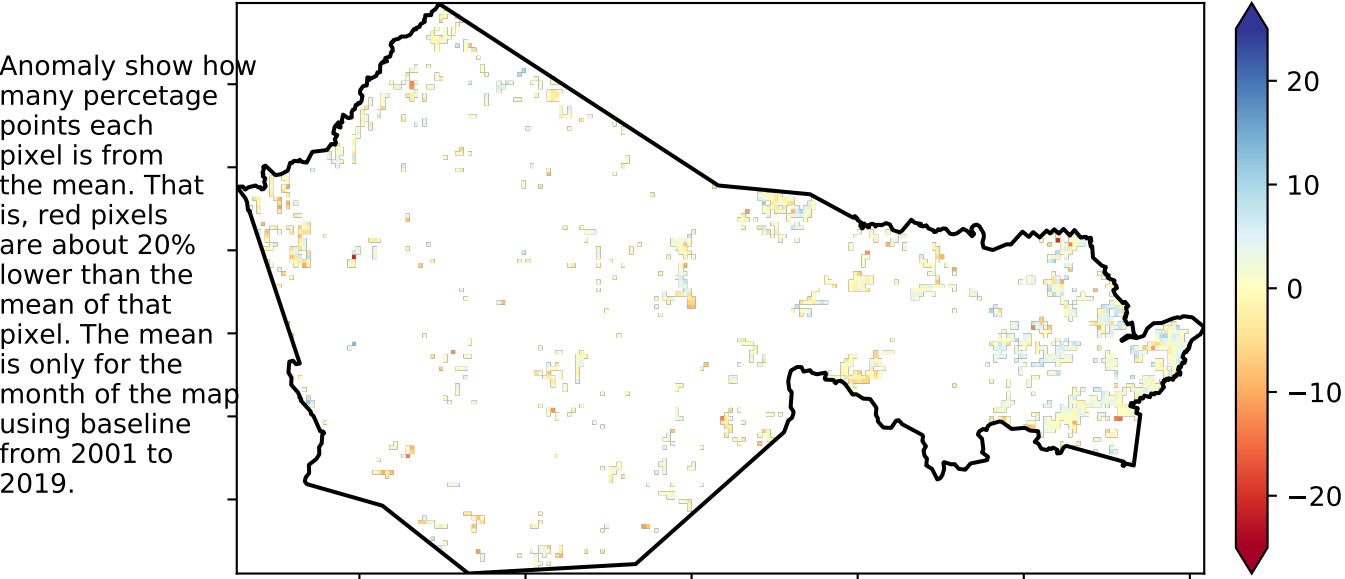 Anomaly show how
many percetage
points each
pixel is from
the mean. That
is, red pixels
are about 20%
lower than the
mean of that
pixel. The mean
is only for the
month of the map
using baseline
from 2001 to
2019.
20
10
0
−10
−20